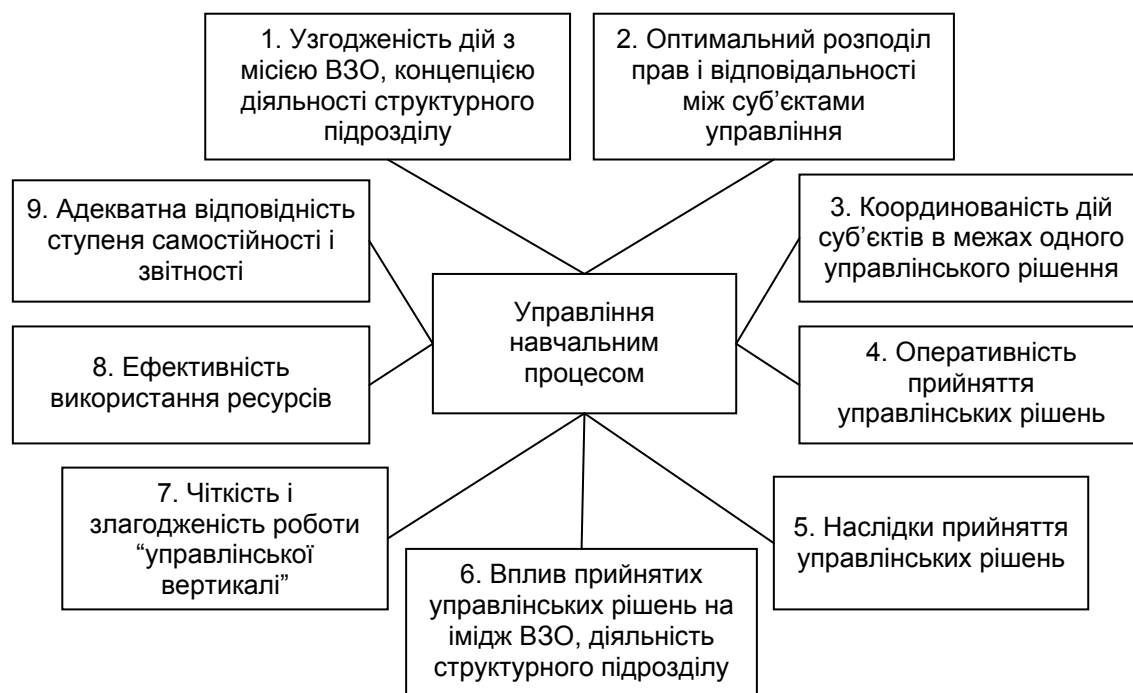 1. Узгодженість дій з
місією ВЗО, концепцією
діяльності структурного
підрозділу
2. Оптимальний розподіл
прав і відповідальності
між суб’єктами
управління
9. Адекватна відповідність
ступеня самостійності і
звітності
3. Координованість дій
суб’єктів в межах одного
управлінського рішення
Управління
навчальним
процесом
8. Ефективність
використання ресурсів
4. Оперативність
прийняття
управлінських рішень
7. Чіткість і
злагодженість роботи
“управлінської
вертикалі”
6. Вплив прийнятих
управлінських рішень на
імідж ВЗО, діяльність
структурного підрозділу
5. Наслідки прийняття
управлінських рішень